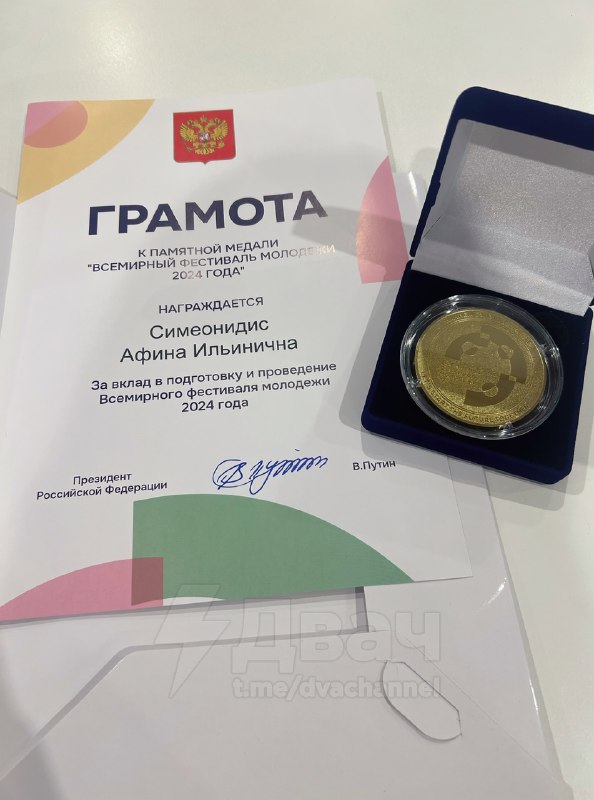 ГРАМОТА
К ПАМЯТНОЙ МЕДАЛИ
"ВСЕМИРНЫЙ ФЕСТИВАЛЬ МОЛОДЕЖИ
2024 ГОДА"
НАГРАЖДАЕТСЯ
Симеонидис
Афина Ильинична
За вклад в подготовку и проведение
Всемирного фестиваля молодежи
2024 года
Президент
Российской Федерации
В.Путин
Двач
t.me/dvachannel